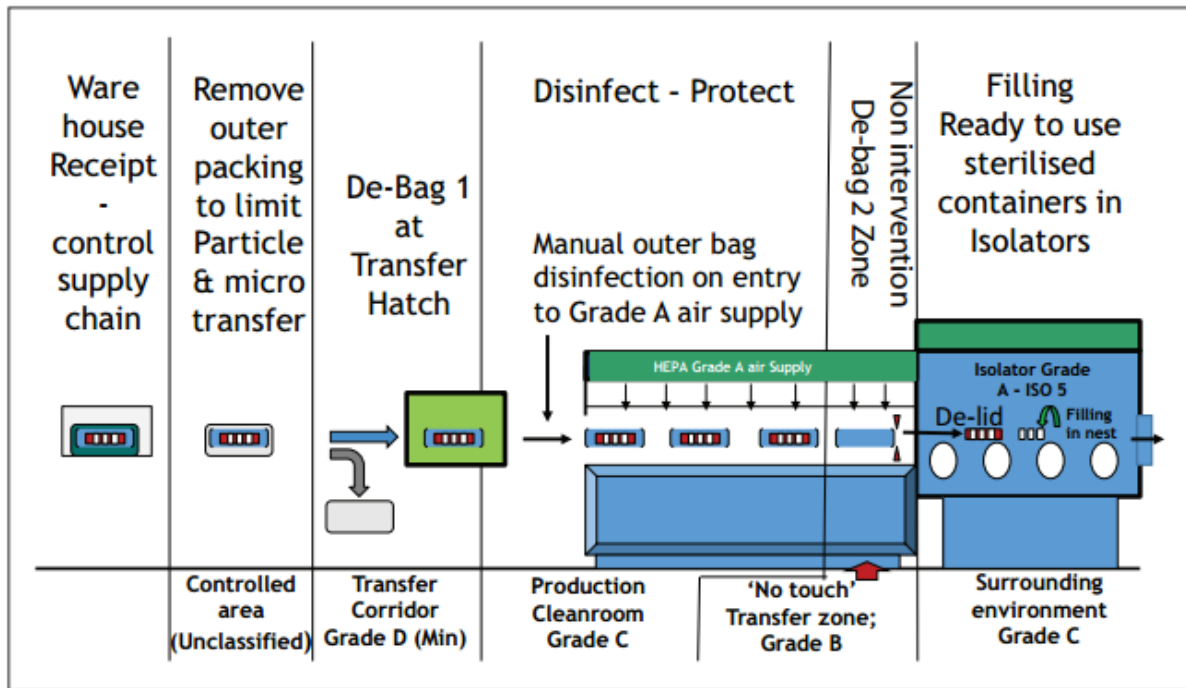 Ware
house
Receipt
-
control
supply
chain
Remove
outer
packing
to limit
Particle
& micro
transfer
De-Bag 1
at
Transfer
Hatch
Disinfect - Protect
Manual outer bag
disinfection on entry
to Grade A air supply
Non intervention
De-bag 2 Zone
Filling
Ready to use
sterilised
containers in
Isolators
HEPA Grade A air Supply
Isolator Grade
A - ISO 5
De-lid
Filling
in nest
Controlled
area
(Unclassified)
Transfer
Corridor
Grade D (Min)
Production
Cleanroom
Grade C
‘No touch’
Transfer zone;
Grade B
Surrounding
environment
Grade C